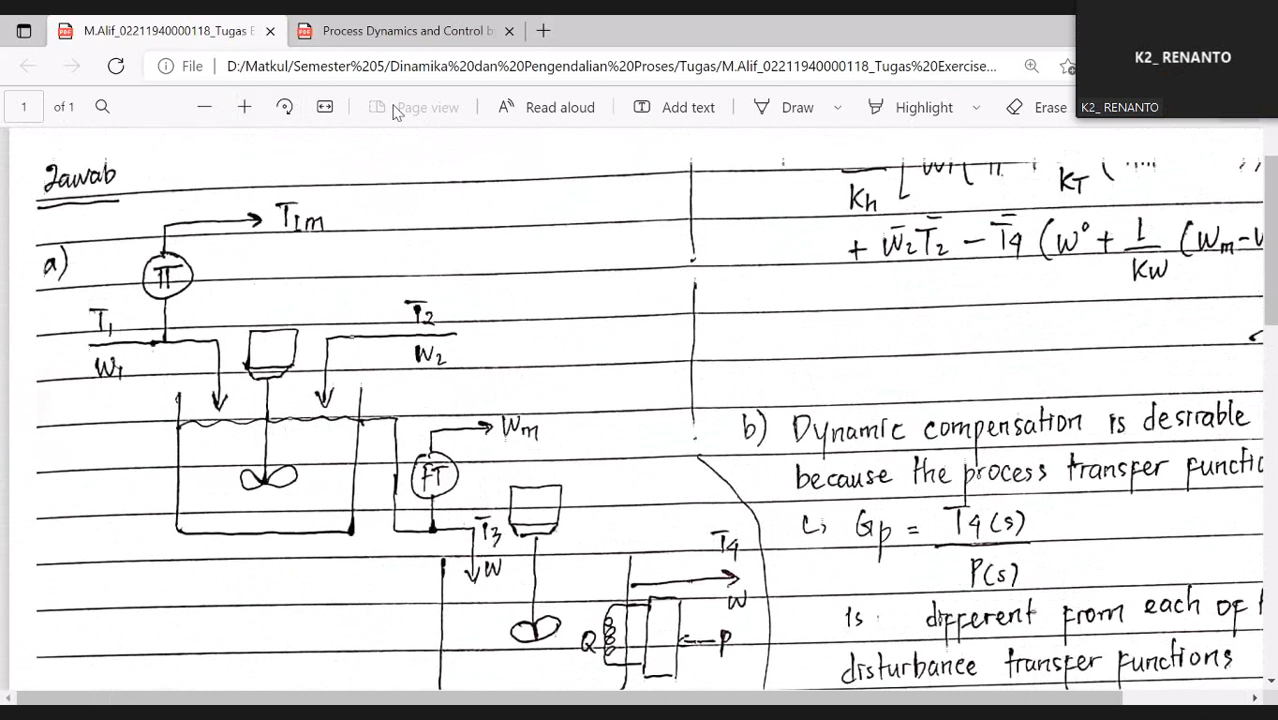 M.Alif_02211940000118_Tugas E
Process Dynamics and Control b
K2_ RENANTO
File
D:/Matkul/Semester%205/Dinamika%20dan%20Pengendalian%20Proses/Tugas/M.Alif_02211940000118_Tugas%20Exercise...
1 of 1
Page view
Read aloud
Add text
Draw
Highlight
Erase
K2_ RENANTO
Jawab
T1m
a)
TT
T1
W1
T2
W2
Wm
FT
T3
W
T4
W
Q
P
Kh
KT
+ W̄2T̄2 − T̄4 (W° + 1/Kw (Wm-
b) Dynamic compensation is desirable
because the process transfer functio
Gp = T4(s)
P(s)
is different from each of
disturbance transfer functions